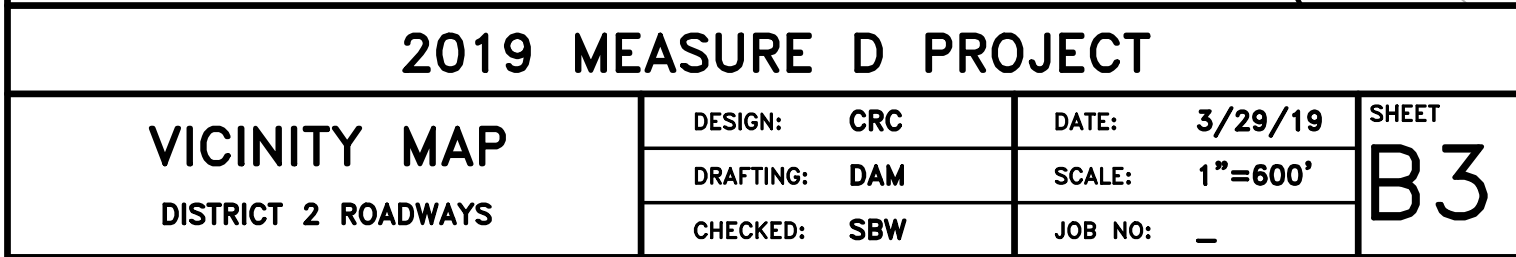 2019 MEASURE D PROJECT
VICINITY MAP
DISTRICT 2 ROADWAYS
DESIGN: CRC
DRAFTING: DAM
CHECKED: SBW
DATE: 3/29/19
SCALE: 1"=600'
JOB NO: _
SHEET
B3